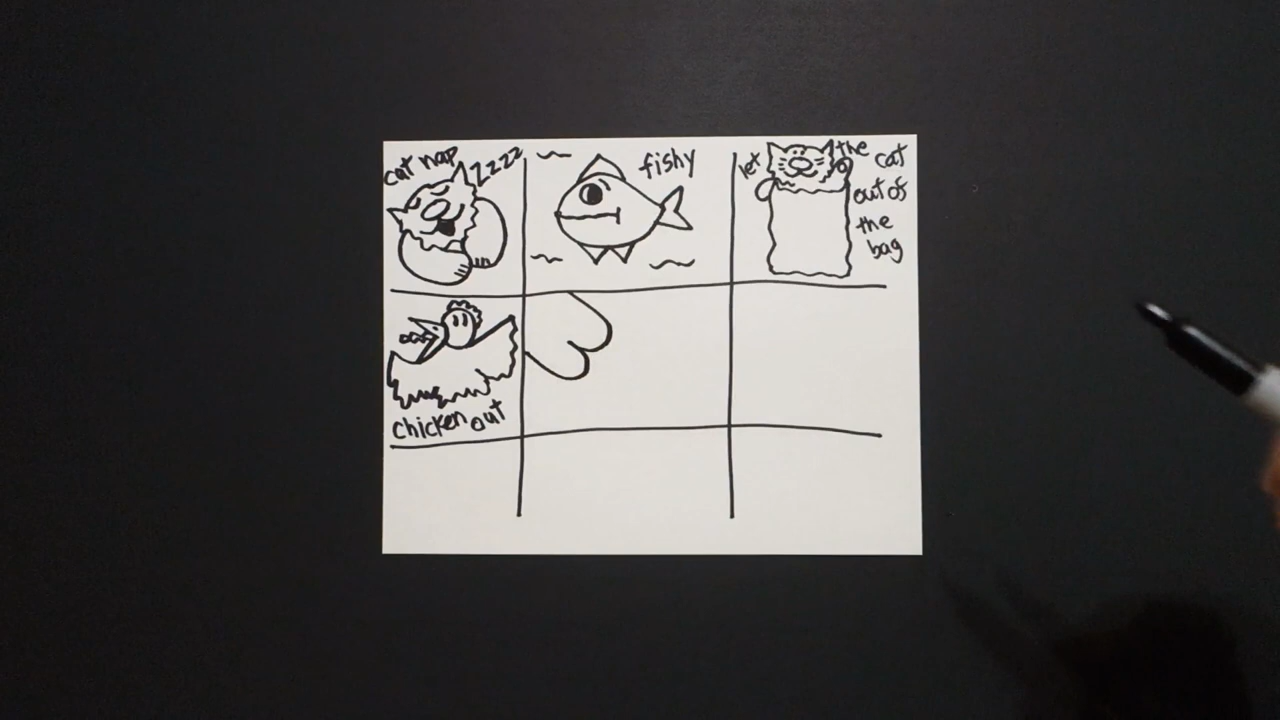 cat nap
zzzz
fishy
let the cat
out of
the
bag
chicken out